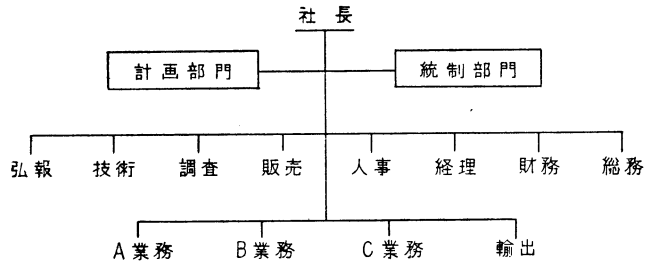 社長
計画部門 統制部門
弘報 技術 調査 販売 人事 経理 財務 総務
A業務 B業務 C業務 輸出